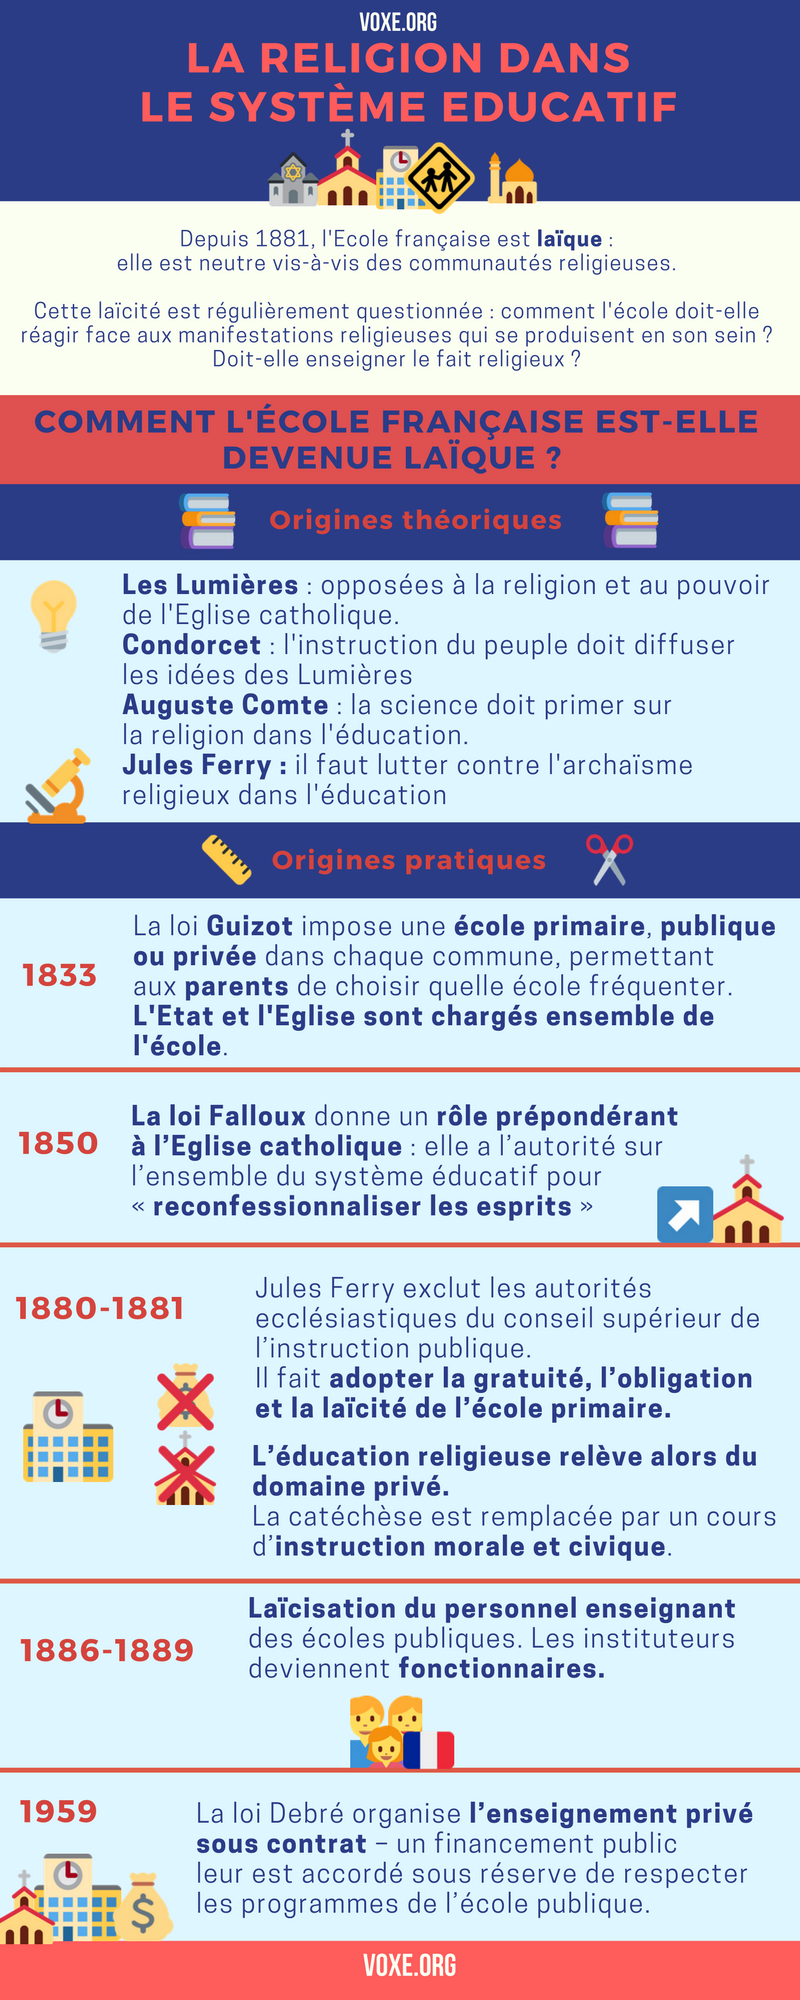 VOXE.ORG
LA RELIGION DANS
LE SYSTÈME EDUCATIF
Depuis 1881, l'Ecole française est laïque :
elle est neutre vis-à-vis des communautés religieuses.
Cette laïcité est régulièrement questionnée : comment l'école doit-elle
réagir face aux manifestations religieuses qui se produisent en son sein ?
Doit-elle enseigner le fait religieux ?
COMMENT L'ÉCOLE FRANÇAISE EST-ELLE
DEVENUE LAÏQUE ?
Origines théoriques
Les Lumières : opposées à la religion et au pouvoir
de l'Eglise catholique.
Condorcet : l'instruction du peuple doit diffuser
les idées des Lumières
Auguste Comte : la science doit primer sur
la religion dans l'éducation.
Jules Ferry : il faut lutter contre l'archaïsme
religieux dans l'éducation
Origines pratiques
1833
La loi Guizot impose une école primaire, publique
ou privée dans chaque commune, permettant
aux parents de choisir quelle école fréquenter.
L'Etat et l'Eglise sont chargés ensemble de
l'école.
1850
La loi Falloux donne un rôle prépondérant
à l’Eglise catholique : elle a l’autorité sur
l’ensemble du système éducatif pour
« reconfessionnaliser les esprits »
1880-1881
Jules Ferry exclut les autorités
ecclésiastiques du conseil supérieur de
l’instruction publique.
Il fait adopter la gratuité, l’obligation
et la laïcité de l’école primaire.
L’éducation religieuse relève alors du
domaine privé.
La catéchèse est remplacée par un cours
d’instruction morale et civique.
1886-1889
Laïcisation du personnel enseignant
des écoles publiques. Les instituteurs
deviennent fonctionnaires.
1959
La loi Debré organise l’enseignement privé
sous contrat – un financement public
leur est accordé sous réserve de respecter
les programmes de l’école publique.
$
VOXE.ORG